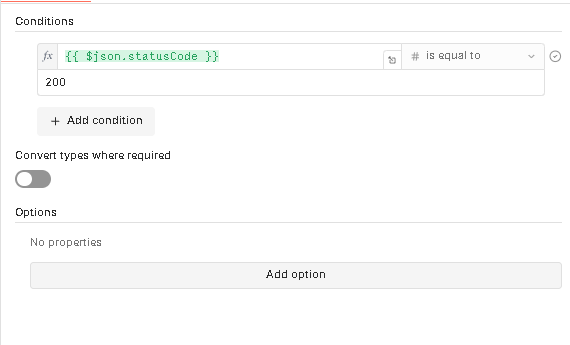 Conditions
fx {{ $json.statusCode }} # is equal to
200
+ Add condition
Convert types where required
Options
No properties
Add option